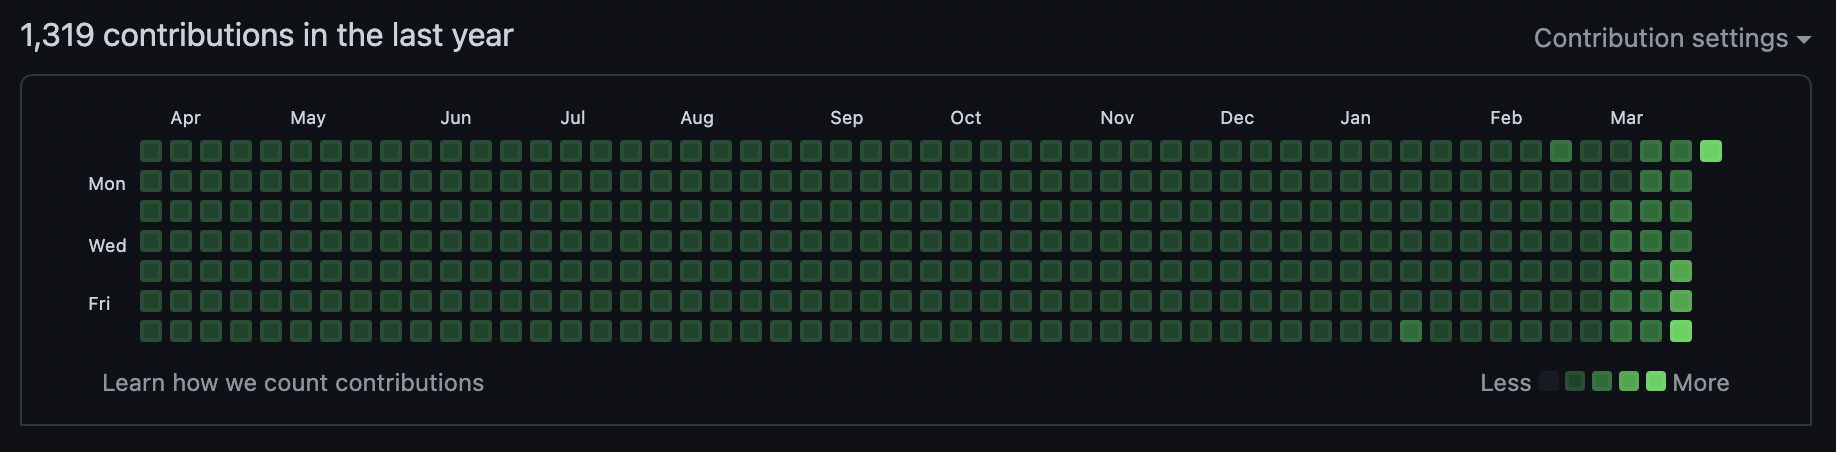 1,319 contributions in the last year
Contribution settings
Apr May Jun Jul Aug Sep Oct Nov Dec Jan Feb Mar
Mon
Wed
Fri
Learn how we count contributions
Less More